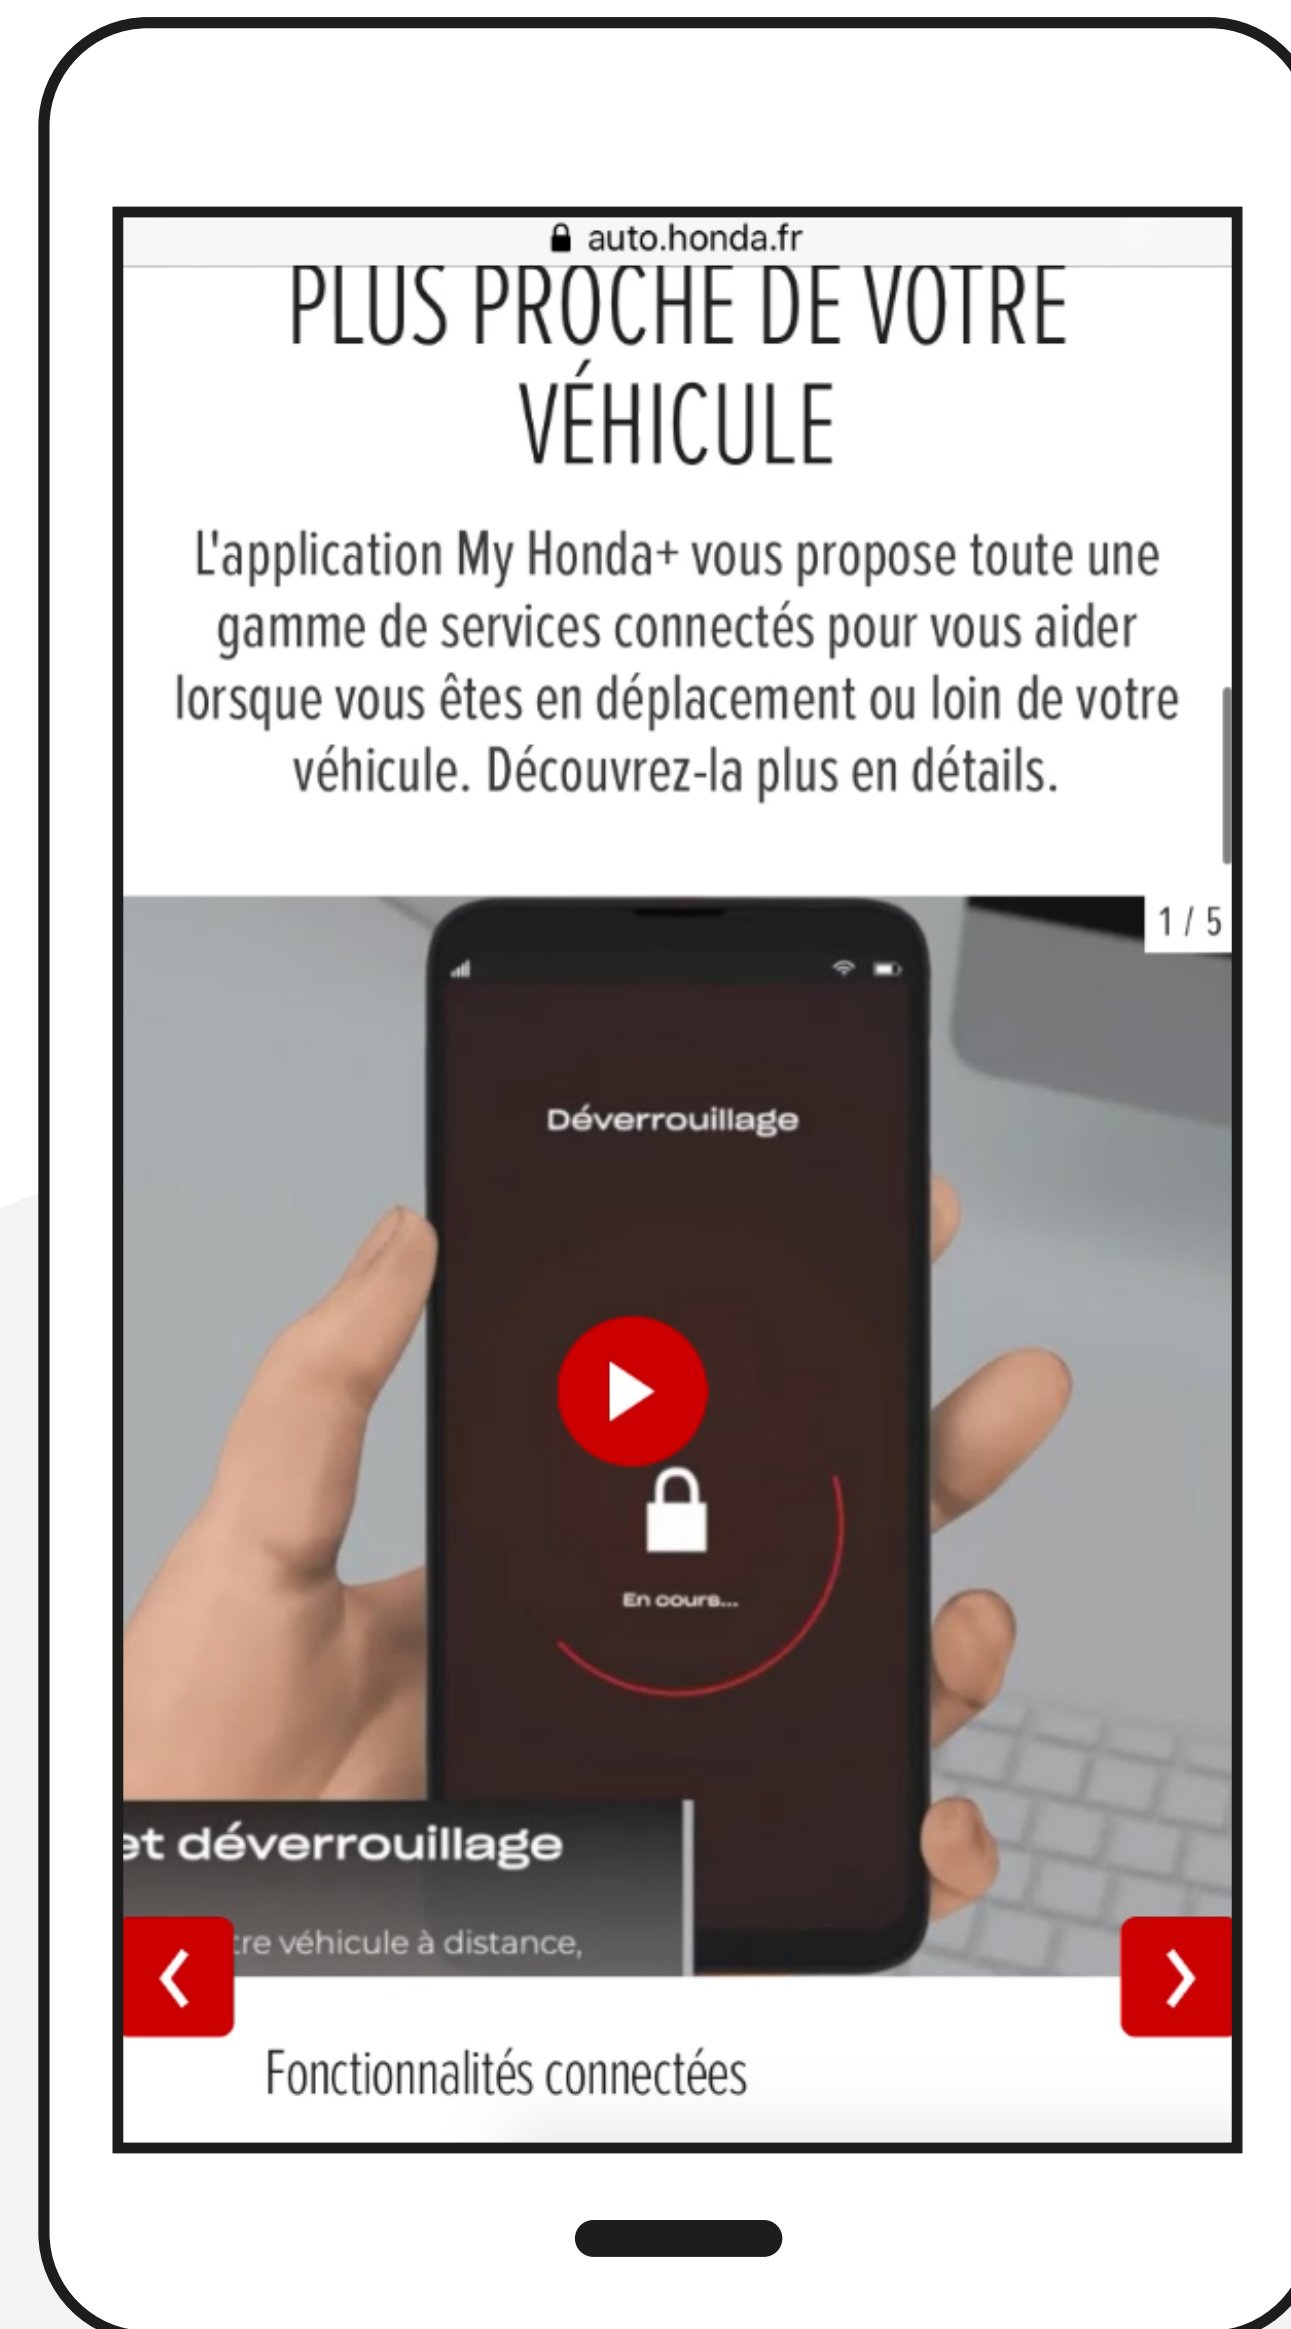 auto.honda.fr
PLUS PROCHE DE VOTRE
VÉHICULE
L'application My Honda+ vous propose toute une
gamme de services connectés pour vous aider
lorsque vous êtes en déplacement ou loin de votre
véhicule. Découvrez-la plus en détails.
1 / 5
Déverrouillage
En cours...
et déverrouillage
tre véhicule à distance,
Fonctionnalités connectées